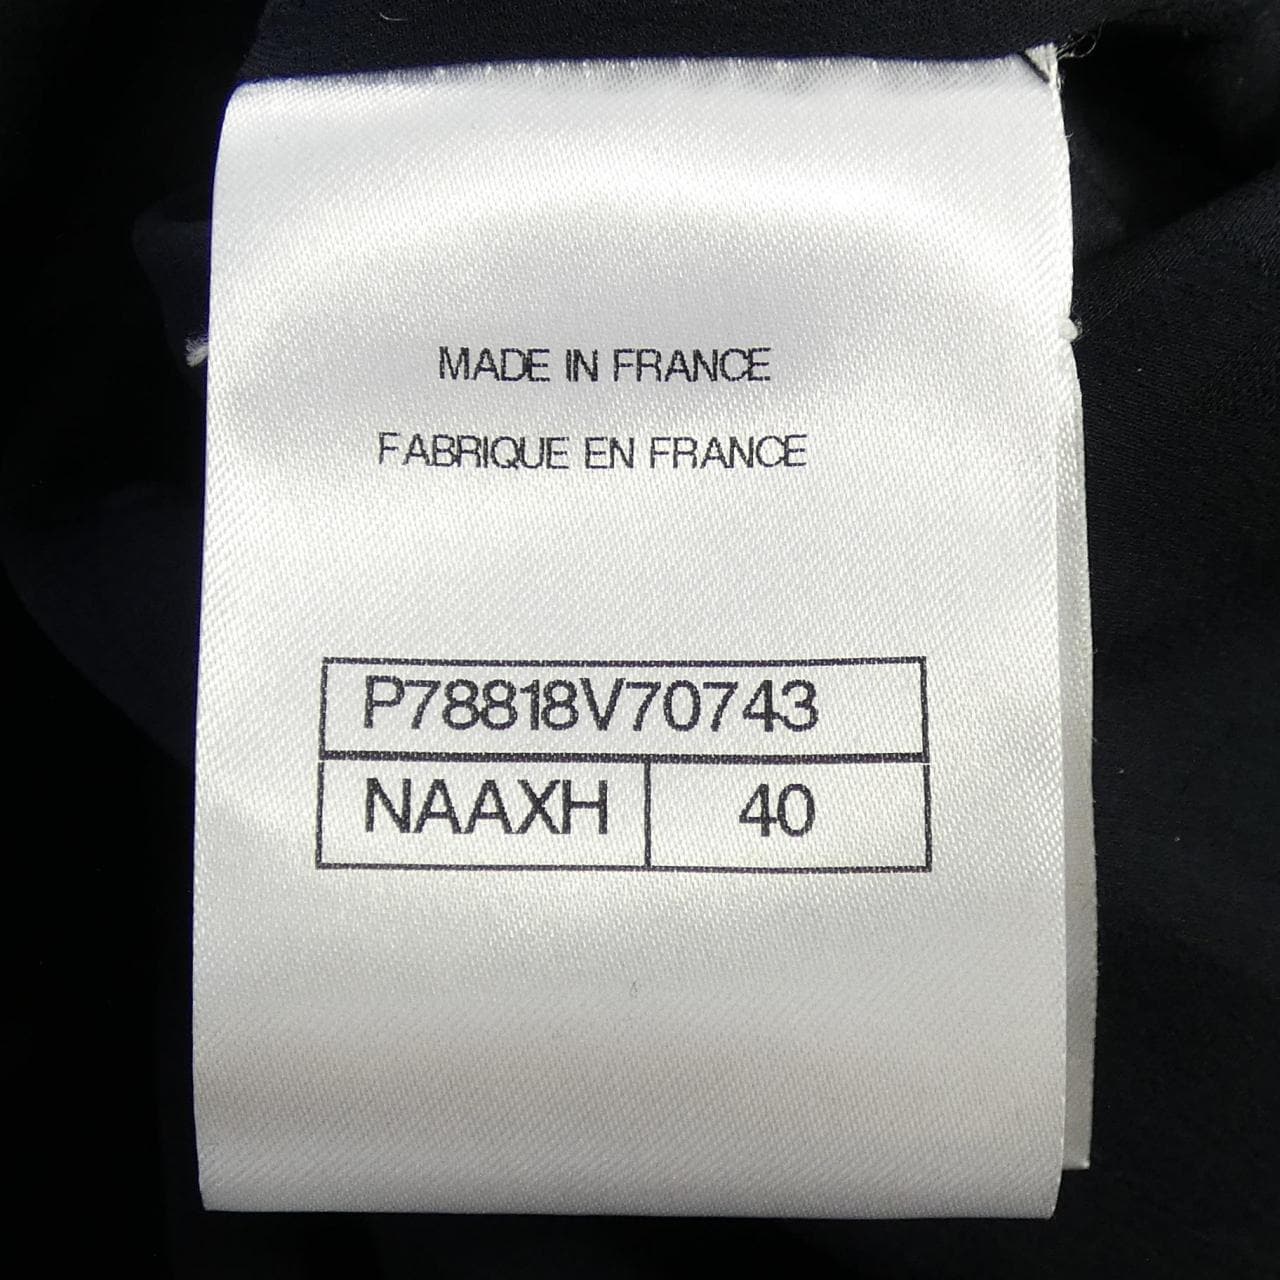 MADE IN FRANCE
FABRIQUE EN FRANCE
P78818V70743
NAAXH 40